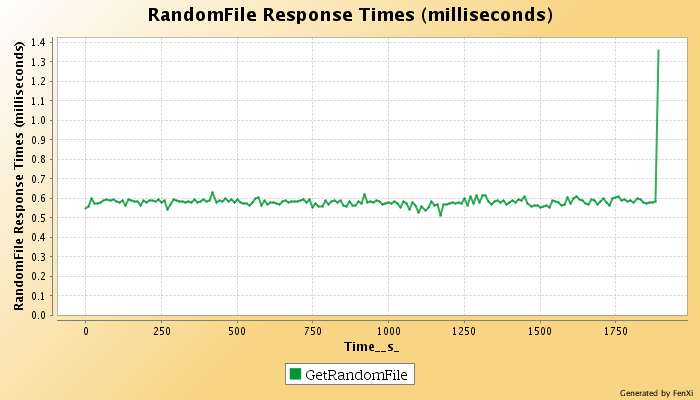 RandomFile Response Times (milliseconds)
RandomFile Response Times (milliseconds)
1.4
1.3
1.2
1.1
1.0
0.9
0.8
0.7
0.6
0.5
0.4
0.3
0.2
0.1
0.0
0 250 500 750 1000 1250 1500 1750
Time__s_
GetRandomFile
Generated by FenXi